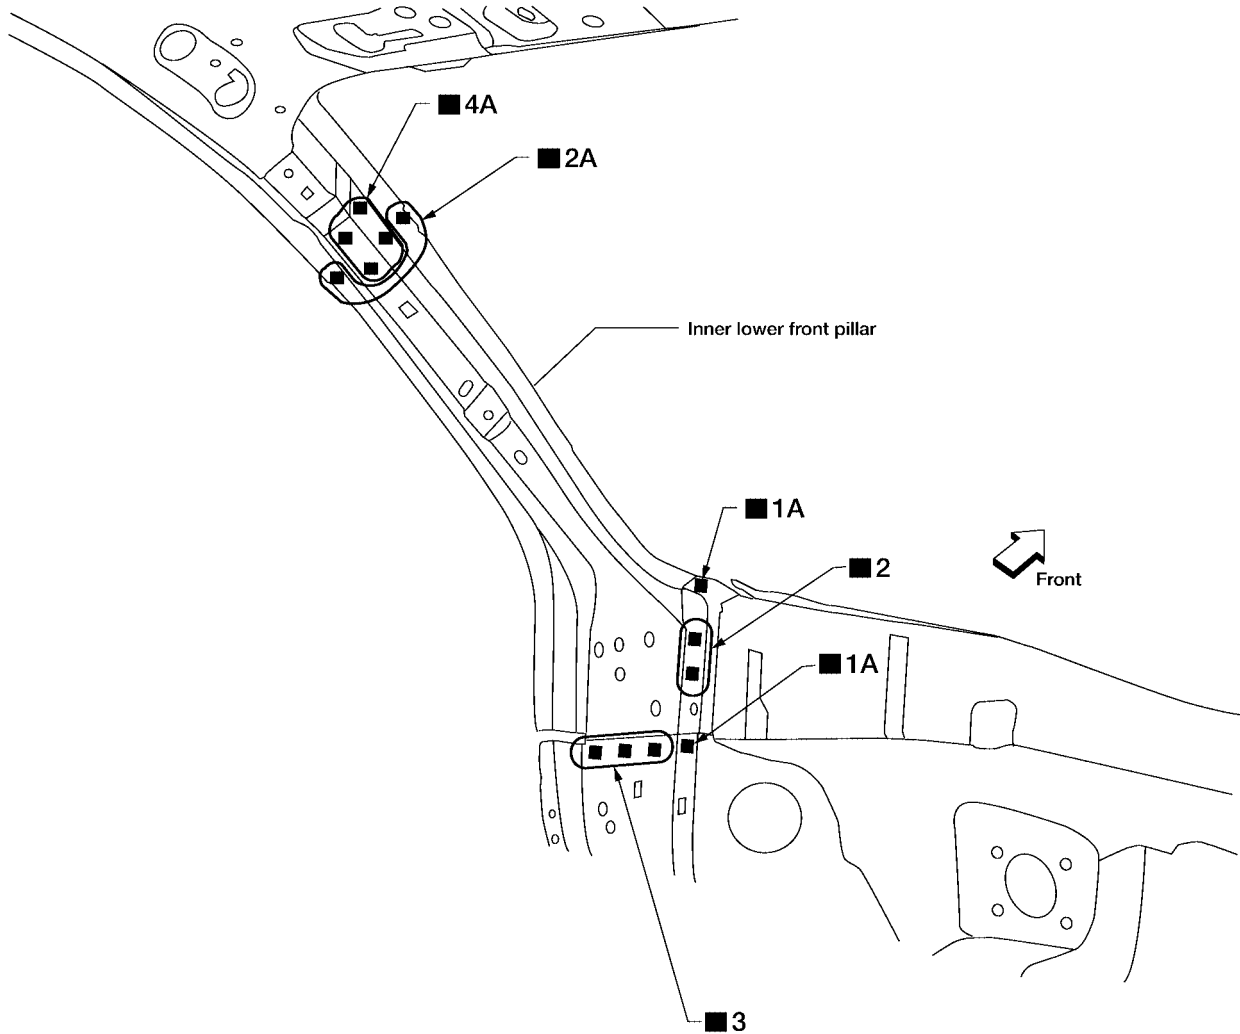 ■4A
■2A
Inner lower front pillar
■1A
■2
Front
■1A
■3